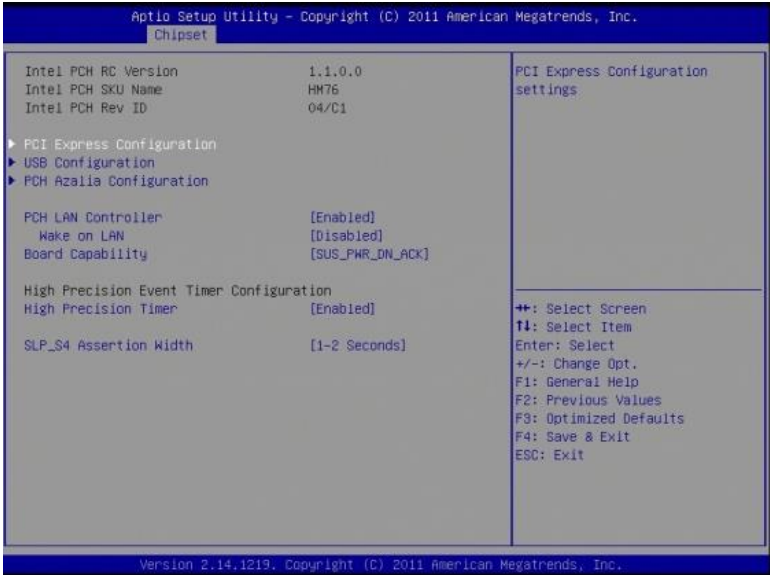 Aptio Setup Utility - Copyright (C) 2011 American Megatrends, Inc.
Chipset
Intel PCH RC Version 1.1.0.0
Intel PCH SKU Name HM76
Intel PCH Rev ID 04/C1
PCI Express Configuration
USB Configuration
PCH Azalia Configuration
PCH LAN Controller [Enabled]
Wake on LAN [Disabled]
Board Capability [SUS_PWR_DN_ACK]
High Precision Event Timer Configuration
High Precision Timer [Enabled]
SLP_S4 Assertion Width [1-2 Seconds]
PCI Express Configuration
settings
→←: Select Screen
↑↓: Select Item
Enter: Select
+/-: Change Opt.
F1: General Help
F2: Previous Values
F3: Optimized Defaults
F4: Save & Exit
ESC: Exit
Version 2.14.1219. Copyright (C) 2011 American Megatrends, Inc.